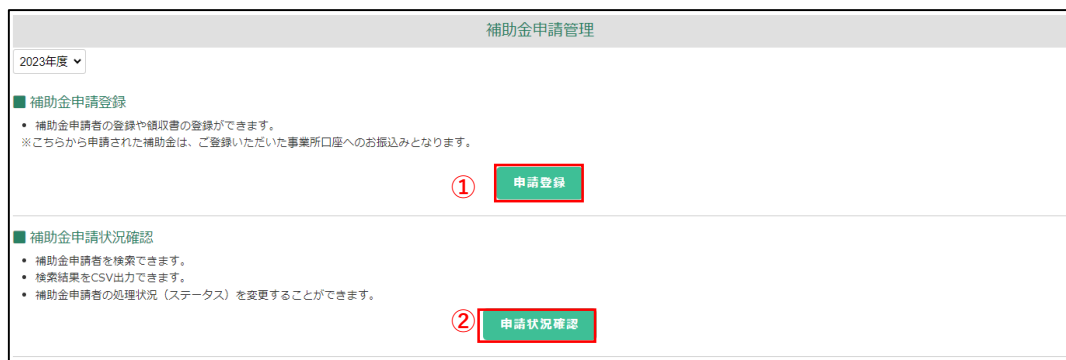 補助金申請管理
2023年度
補助金申請登録
• 補助金申請者の登録や領収書の登録ができます。
※こちらから申請された補助金は、ご登録いただいた事業所口座へのお振込みとなります。
① 申請登録
補助金申請状況確認
• 補助金申請者を検索できます。
• 検索結果をCSV出力できます。
• 補助金申請者の処理状況（ステータス）を変更することができます。
② 申請状況確認